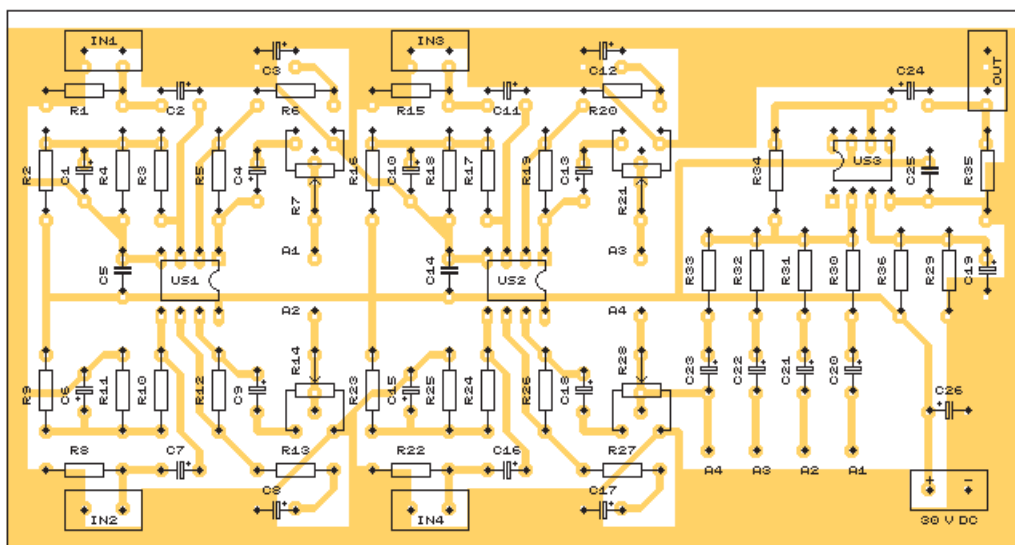 IN1
IN3
OUT
C3
C12
C24
R1
C2
R6
R15
C11
R20
R2
C1
R4
R3
R5
C4
R7
R16
C10
R18
R17
R19
C13
R21
R34
US3
C25
R35
A1
A3
C5
US1
C14
US2
R33
R32
R31
R30
R36
R29
C19
A2
A4
R14
R28
R9
C6
R11
R10
R12
C9
R23
C15
R25
R24
R26
C18
C23
C22
C21
C20
C26
R8
C7
R13
R22
C16
R27
A4
A3
A2
A1
C8
C17
IN2
IN4
+ -
30 V DC